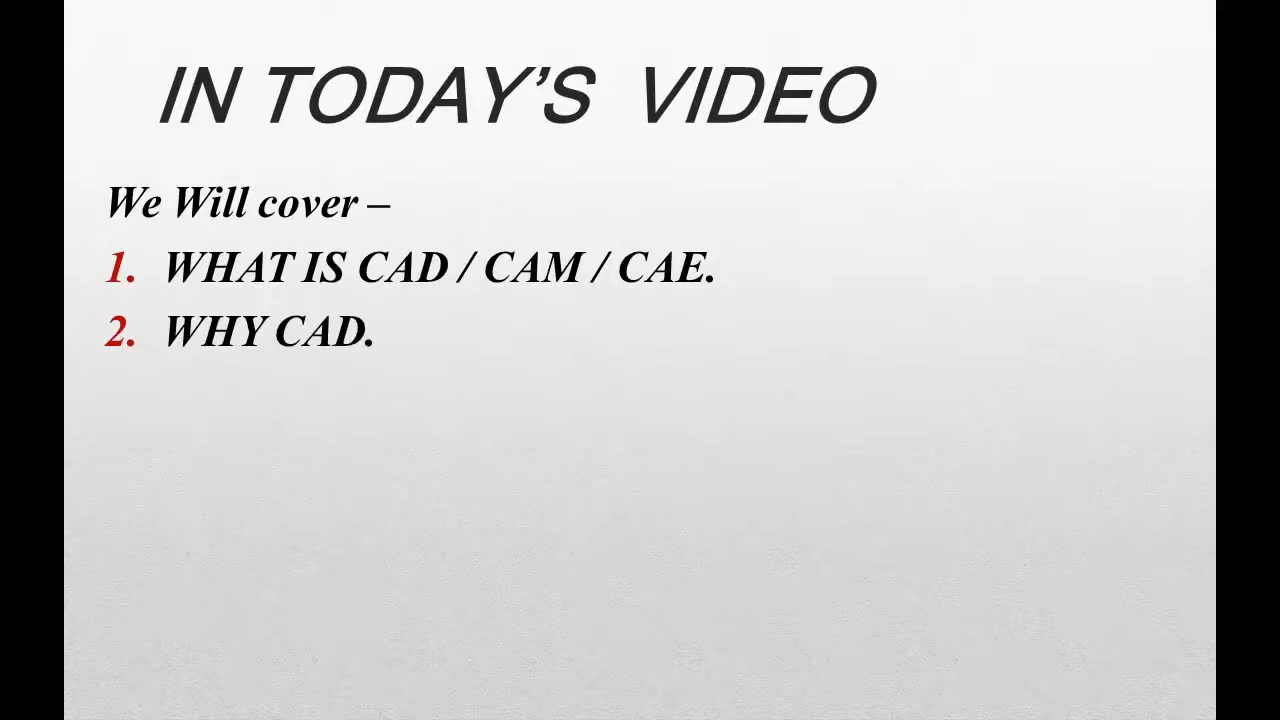 IN TODAY’S VIDEO
We Will cover –
1. WHAT IS CAD / CAM / CAE.
2. WHY CAD.